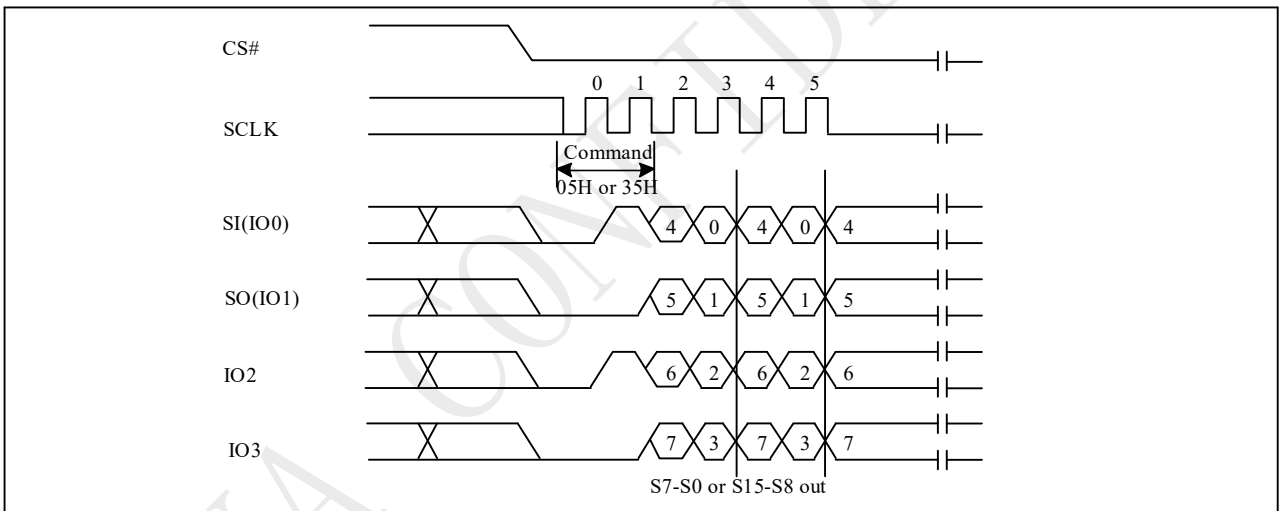 CS#
0 1 2 3 4 5
SCLK
Command
05H or 35H
SI(IO0) 4 0 4 0 4
SO(IO1) 5 1 5 1 5
IO2 6 2 6 2 6
IO3 7 3 7 3 7
S7-S0 or S15-S8 out